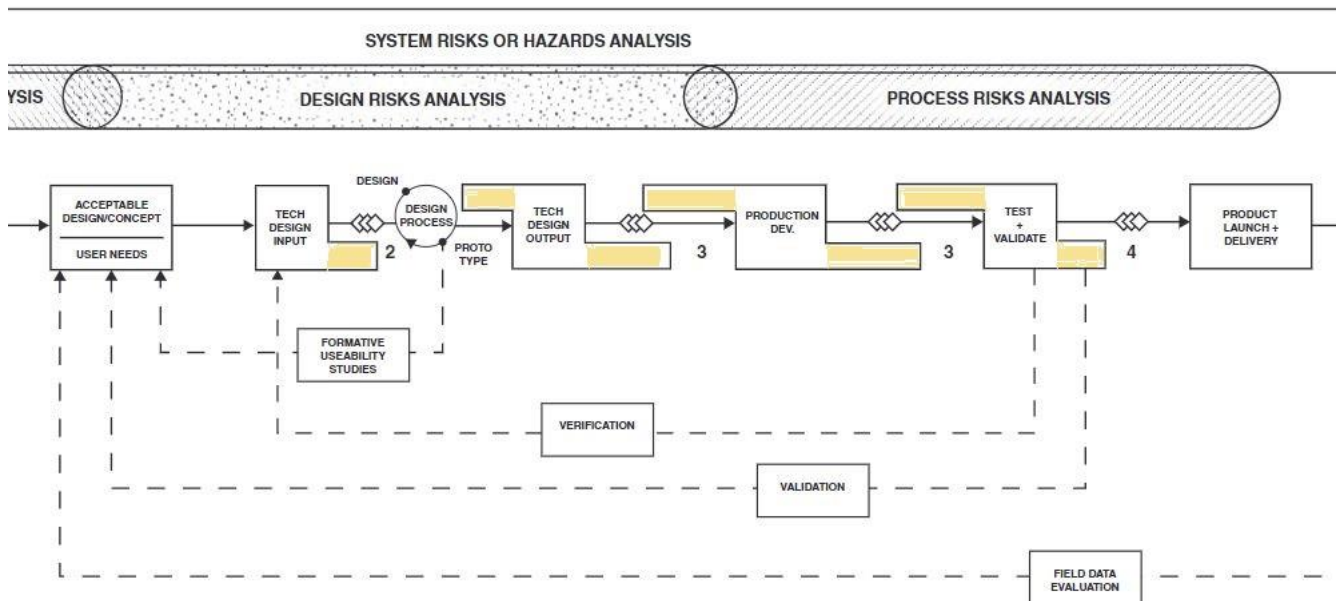 SYSTEM RISKS OR HAZARDS ANALYSIS
YSIS
DESIGN RISKS ANALYSIS
PROCESS RISKS ANALYSIS
ACCEPTABLE
DESIGN/CONCEPT
USER NEEDS
TECH
DESIGN
INPUT
2
DESIGN
DESIGN
PROCESS
PROTO
TYPE
TECH
DESIGN
OUTPUT
3
PRODUCTION
DEV.
3
TEST
+
VALIDATE
4
PRODUCT
LAUNCH +
DELIVERY
FORMATIVE
USEABILITY
STUDIES
VERIFICATION
VALIDATION
FIELD DATA
EVALUATION